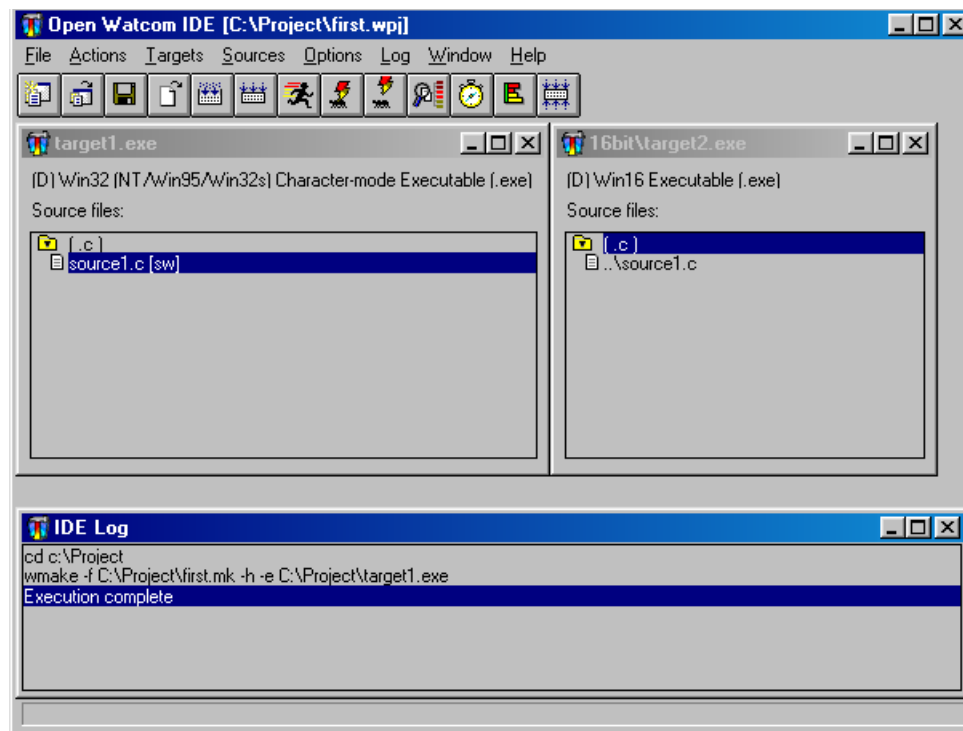 Open Watcom IDE [C:\Project\first.wpj]
File Actions Targets Sources Options Log Window Help
target1.exe
(D) Win32 (NT/Win95/Win32s) Character-mode Executable (.exe)
Source files:
( .c )
source1.c [sw]
16bit\target2.exe
(D) Win16 Executable (.exe)
Source files:
( .c )
..\source1.c
IDE Log
cd c:\Project
wmake -f C:\Project\first.mk -h -e C:\Project\target1.exe
Execution complete